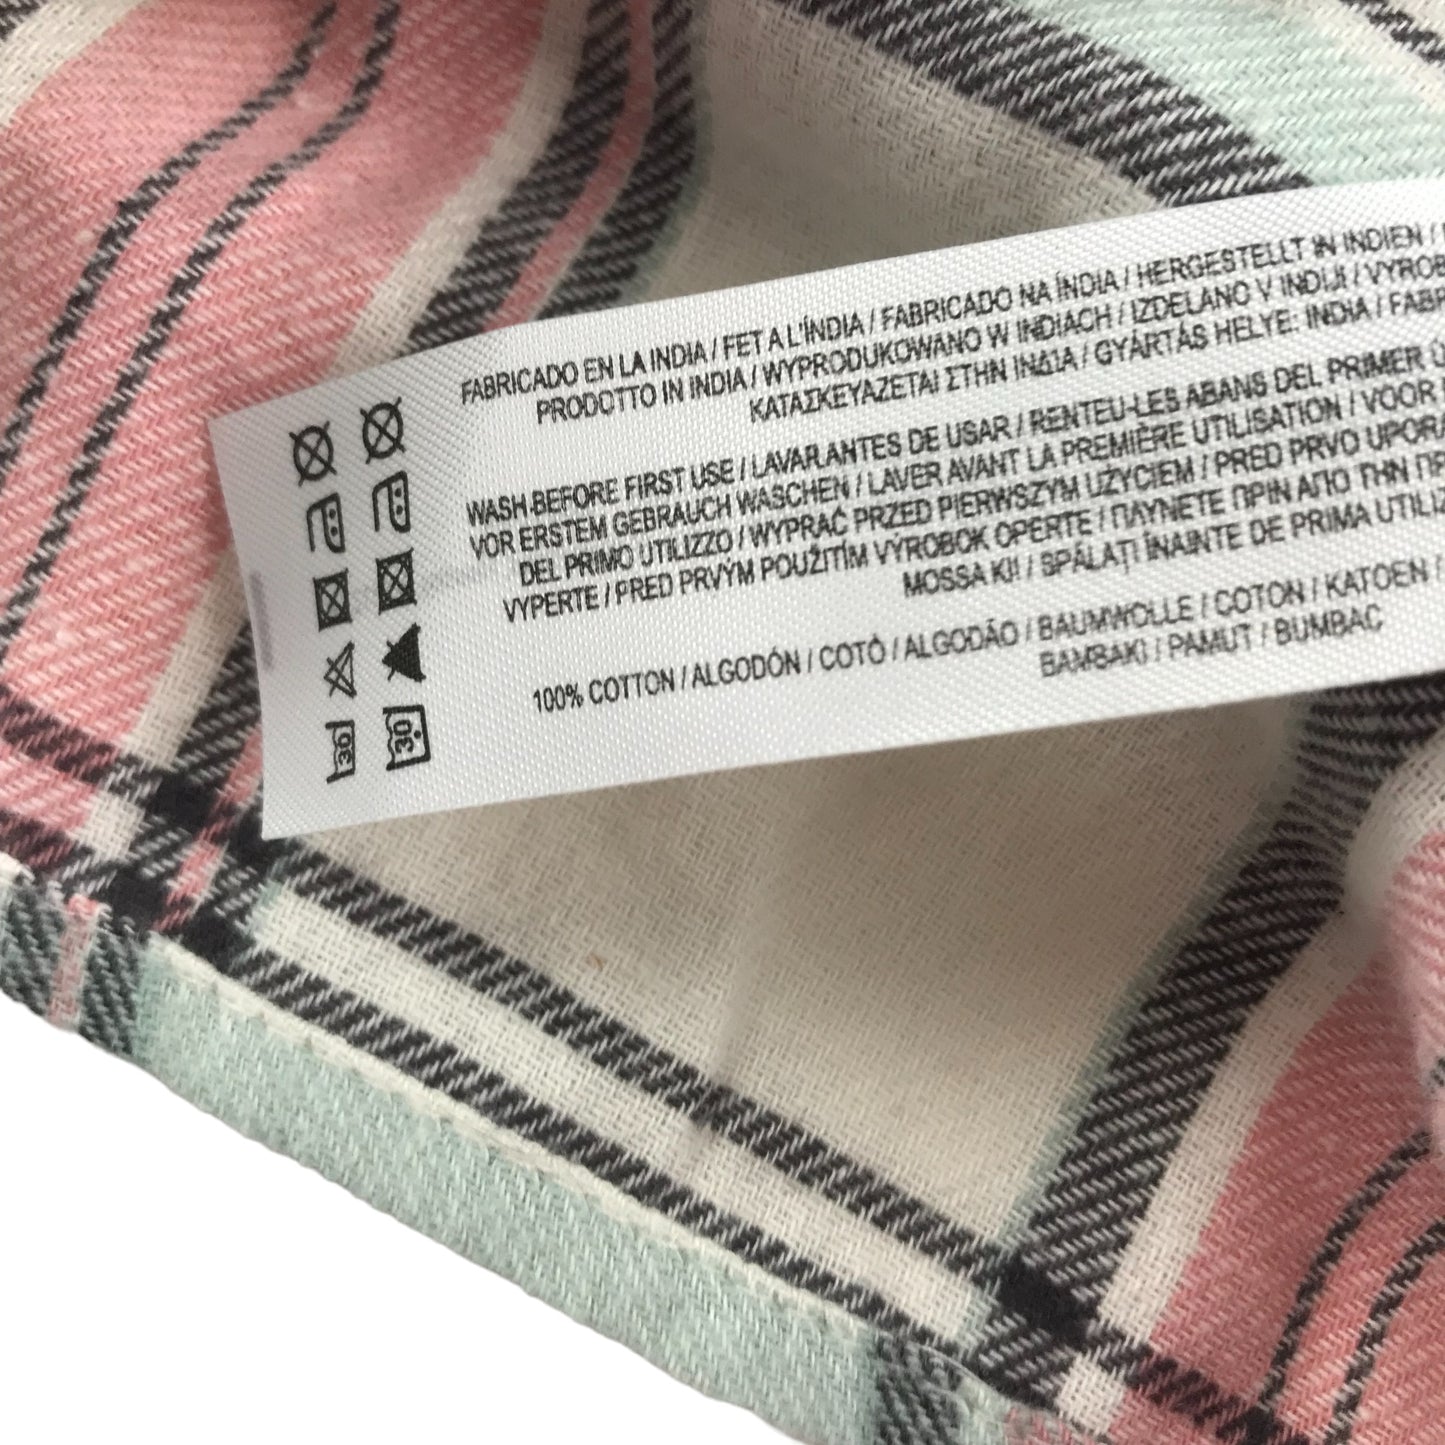 FABRICADO EN LA INDIA / FET A L'ÍNDIA / FABRICADO NA ÍNDIA / HERGESTELLT IN INDIEN /
PRODOTTO IN INDIA / WYPRODUKOWANO W INDIACH / IZDELANO V INDIJI / VYROB
ΚΑΤΑΣΚΕΥΑΖΕΤΑΙ ΣΤΗΝ ΙΝΔΙΑ / GYÁRTÁS HELYE: INDIA / FABR
WASH BEFORE FIRST USE / LAVAR ANTES DE USAR / RENTEU-LES ABANS DEL PRIMER Ú
VOR ERSTEM GEBRAUCH WASCHEN / LAVER AVANT LA PREMIÈRE UTILISATION / VOOR
DEL PRIMO UTILIZZO / WYPRAĆ PRZED PIERWSZYM UŻYCIEM / PRED PRVO UPORA
VYPERTE / PRED PRVÝM POUŽITÍM VÝROBOK OPERTE / ΠΛΥΝΕΤΕ ΠΡΙΝ ΑΠΟ ΤΗΝ ΠΡ
MOSSA KI! / SPĂLAȚI ÎNAINTE DE PRIMA UTILIZ
100% COTTON / ALGODÓN / COTÓ / ALGODÃO / BAUMWOLLE / COTON / KATOEN /
BAMBAKI / PAMUT / BUMBAC
30
30